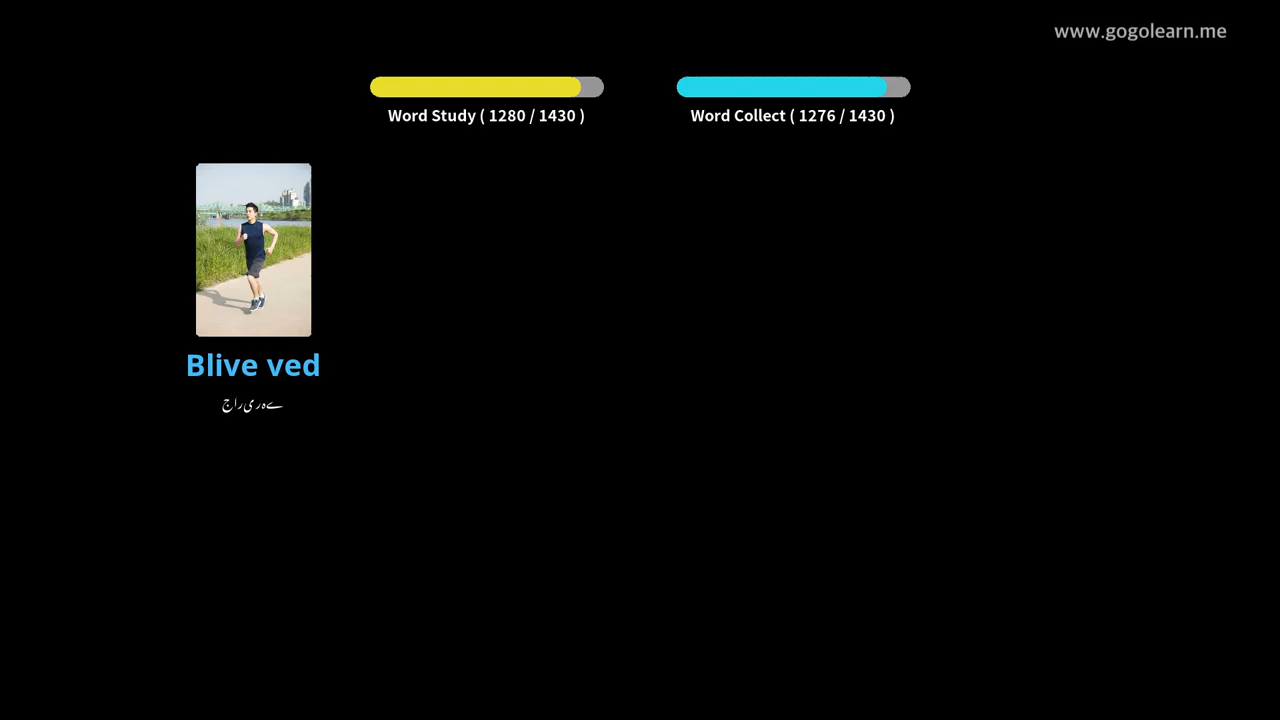 www.gogolearn.me
Word Study ( 1280 / 1430 )
Word Collect ( 1276 / 1430 )
Blive ved
جاری رہے